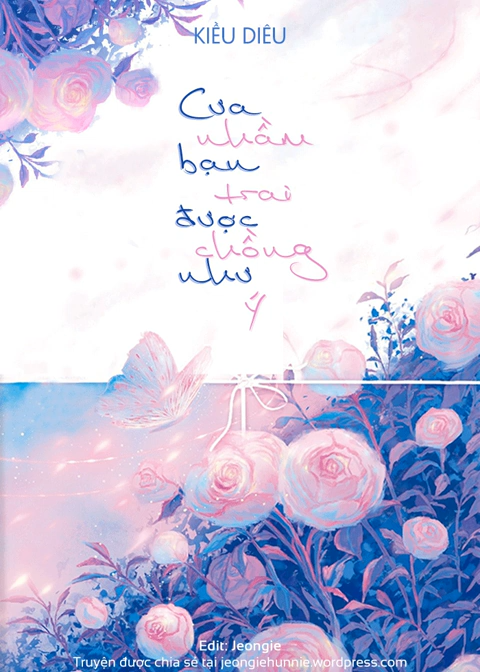 KIỀU DIÊU
Cưa
nhầm
bạn
trai
được
chồng
như
ý
Edit: Jeongie
Truyện được chia sẻ tại jeongiehunnie.wordpress.com